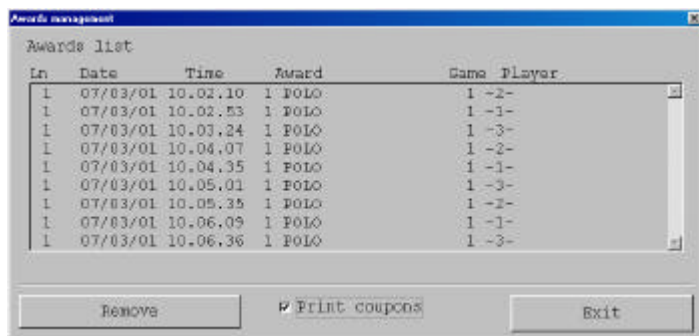 Awards management
Awards list
Ln Date Time Award Game Player
1 07/03/01 10.02.10 1 POLO 1 -2-
1 07/03/01 10.02.53 1 POLO 1 -1-
1 07/03/01 10.03.24 1 POLO 1 -3-
1 07/03/01 10.04.07 1 POLO 1 -2-
1 07/03/01 10.04.35 1 POLO 1 -1-
1 07/03/01 10.05.01 1 POLO 1 -3-
1 07/03/01 10.05.35 1 POLO 1 -2-
1 07/03/01 10.06.09 1 POLO 1 -1-
1 07/03/01 10.06.36 1 POLO 1 -3-
Remove Print coupons Exit